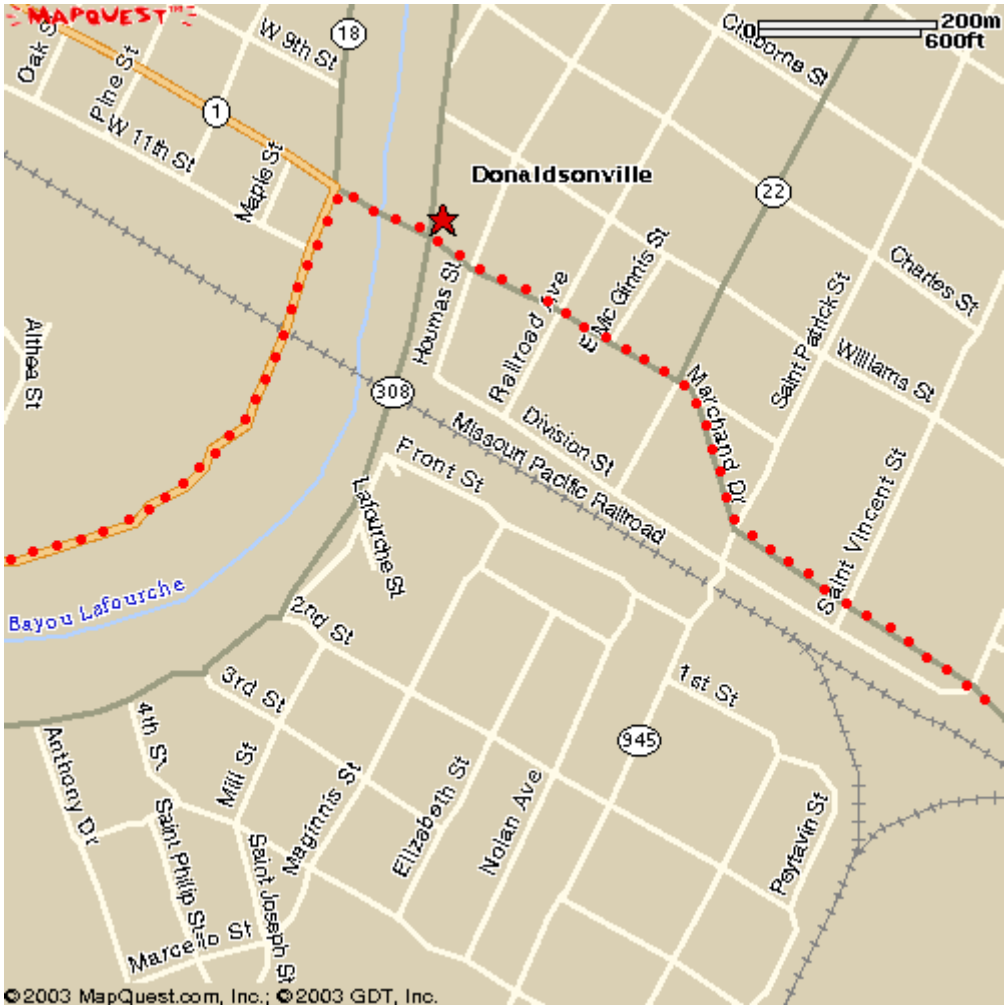 MAPQUEST™
18
W 9th St
Claiborne St
0 200m
600ft
Oak St
Pine St
1
W 11th St
Maple St
Donaldsonville
22
Houmas St
Railroad Ave
Mc Ginnis St
Charles St
Saint Patrick St
Williams St
Althea St
308
Marchand Dr
Division St
Missouri Pacific Railroad
Front St
Lafourche St
Saint Vincent St
Bayou Lafourche
2nd St
3rd St
1st St
945
4th St
Anthony Dr
Mill St
Maginnis St
Elizabeth St
Nolan Ave
Peytavin St
Saint Philip St
Saint Joseph St
Marcello St
©2003 MapQuest.com, Inc.; ©2003 GDT, Inc.